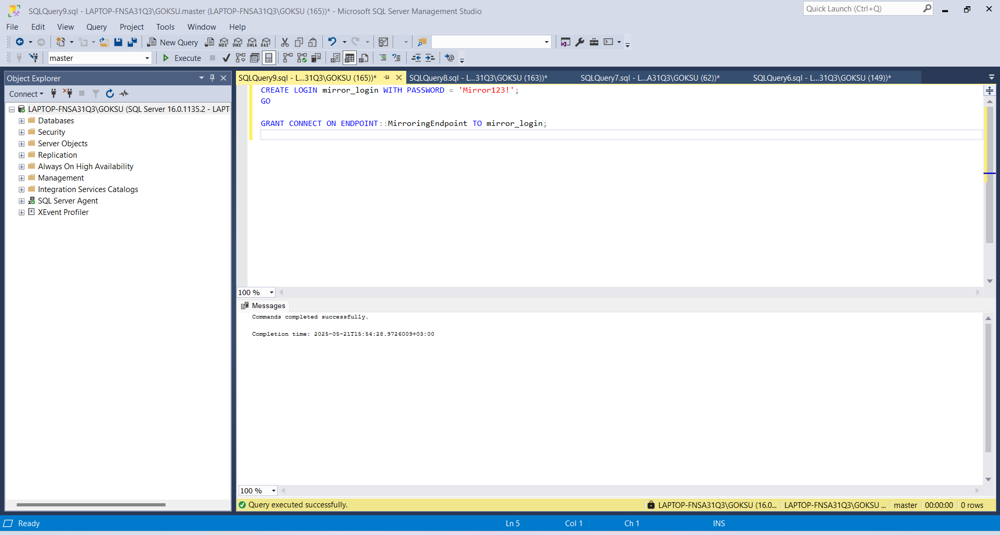 SQLQuery9.sql - LAPTOP-FNSA31Q3\GOKSU.master (LAPTOP-FNSA31Q3\GOKSU (165))* - Microsoft SQL Server Management Studio
Quick Launch (Ctrl+Q)
File Edit View Query Project Tools Window Help
New Query MDX DMX XMLA DAX
master Execute
Object Explorer
Connect
LAPTOP-FNSA31Q3\GOKSU (SQL Server 16.0.1135.2 - LAPT
Databases
Security
Server Objects
Replication
Always On High Availability
Management
Integration Services Catalogs
SQL Server Agent
XEvent Profiler
SQLQuery9.sql - L...31Q3\GOKSU (165))* SQLQuery8.sql - L...31Q3\GOKSU (163))* SQLQuery7.sql - L...A31Q3\GOKSU (62))* SQLQuery6.sql - L...31Q3\GOKSU (149))*
CREATE LOGIN mirror_login WITH PASSWORD = 'Mirror123!';
GO
GRANT CONNECT ON ENDPOINT::MirroringEndpoint TO mirror_login;
100 %
Messages
Commands completed successfully.
Completion time: 2025-05-21T15:54:28.9726009+03:00
100 %
Query executed successfully. LAPTOP-FNSA31Q3\GOKSU (16.0... LAPTOP-FNSA31Q3\GOKSU ... master 00:00:00 0 rows
Ready Ln 5 Col 1 Ch 1 INS